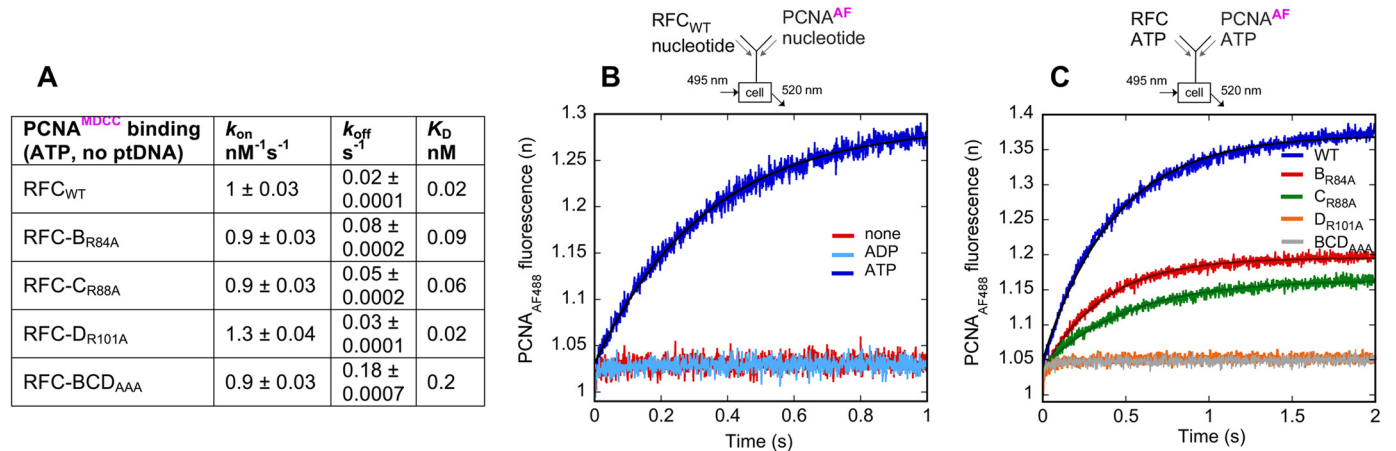 A
PCNA^MDCC binding (ATP, no ptDNA) k_on nM⁻¹s⁻¹ k_off s⁻¹ K_D nM
RFC_WT 1 ± 0.03 0.02 ± 0.0001 0.02
RFC-B_R84A 0.9 ± 0.03 0.08 ± 0.0002 0.09
RFC-C_R88A 0.9 ± 0.03 0.05 ± 0.0002 0.06
RFC-D_R101A 1.3 ± 0.04 0.03 ± 0.0001 0.02
RFC-BCD_AAA 0.9 ± 0.03 0.18 ± 0.0007 0.2
B
RFC_WT PCNA^AF
nucleotide nucleotide
495 nm
cell
520 nm
PCNA_AF488 fluorescence (n)
1.3
1.25
1.2
1.15
1.1
1.05
1
none
ADP
ATP
0 0.2 0.4 0.6 0.8 1
Time (s)
C
RFC PCNA^AF
ATP ATP
495 nm
cell
520 nm
PCNA_AF488 fluorescence (n)
1.4
1.35
1.3
1.25
1.2
1.15
1.1
1.05
1
WT
B_R84A
C_R88A
D_R101A
BCD_AAA
0 0.5 1 1.5 2
Time (s)